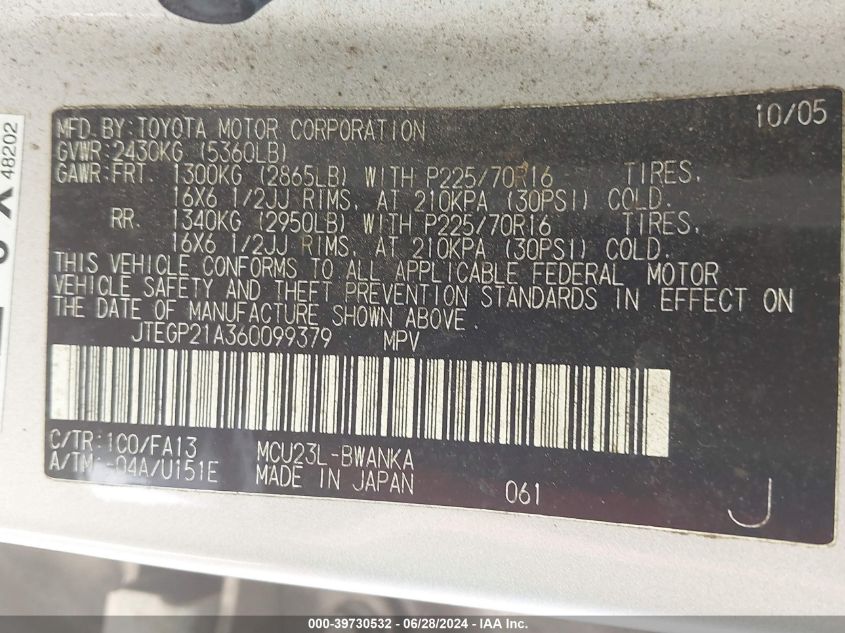 48202
MFD. BY: TOYOTA MOTOR CORPORATION 10/05
GVWR: 2430KG (5360LB)
GAWR: FRT. 1300KG (2865LB) WITH P225/70R16 TIRES,
16X6 1/2JJ RIMS, AT 210KPA (30PSI) COLD.
RR. 1340KG (2950LB) WITH P225/70R16 TIRES,
16X6 1/2JJ RIMS, AT 210KPA (30PSI) COLD.
THIS VEHICLE CONFORMS TO ALL APPLICABLE FEDERAL MOTOR
VEHICLE SAFETY AND THEFT PREVENTION STANDARDS IN EFFECT ON
THE DATE OF MANUFACTURE SHOWN ABOVE.
JTEGP21A360099379 MPV
C/TR: 1C0/FA13 MCU23L-BWANKA
A/TM: -04A/U151E MADE IN JAPAN 061 J
000-39730532 - 06/28/2024 - IAA Inc.